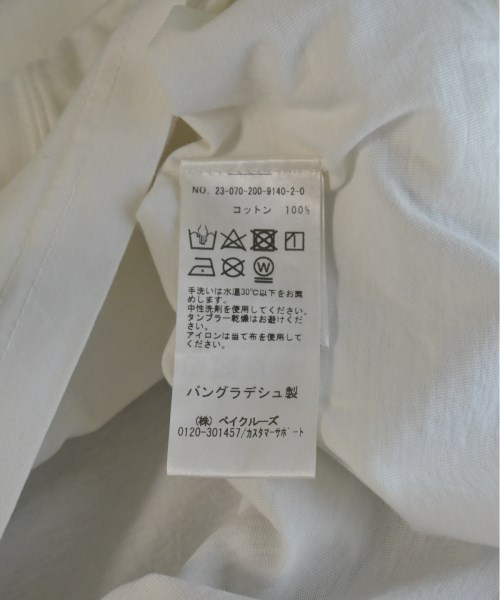 NO. 23-070-200-9140-2-0
コットン 100%
手洗いは水温30℃以下をお薦
めします。
中性洗剤を使用してください。
タンブラー乾燥はお避けくださ
い。
アイロンは当て布を使用して
ください。
バングラデシュ製
(株) ベイクルーズ
0120-301457/カスタマーサポート